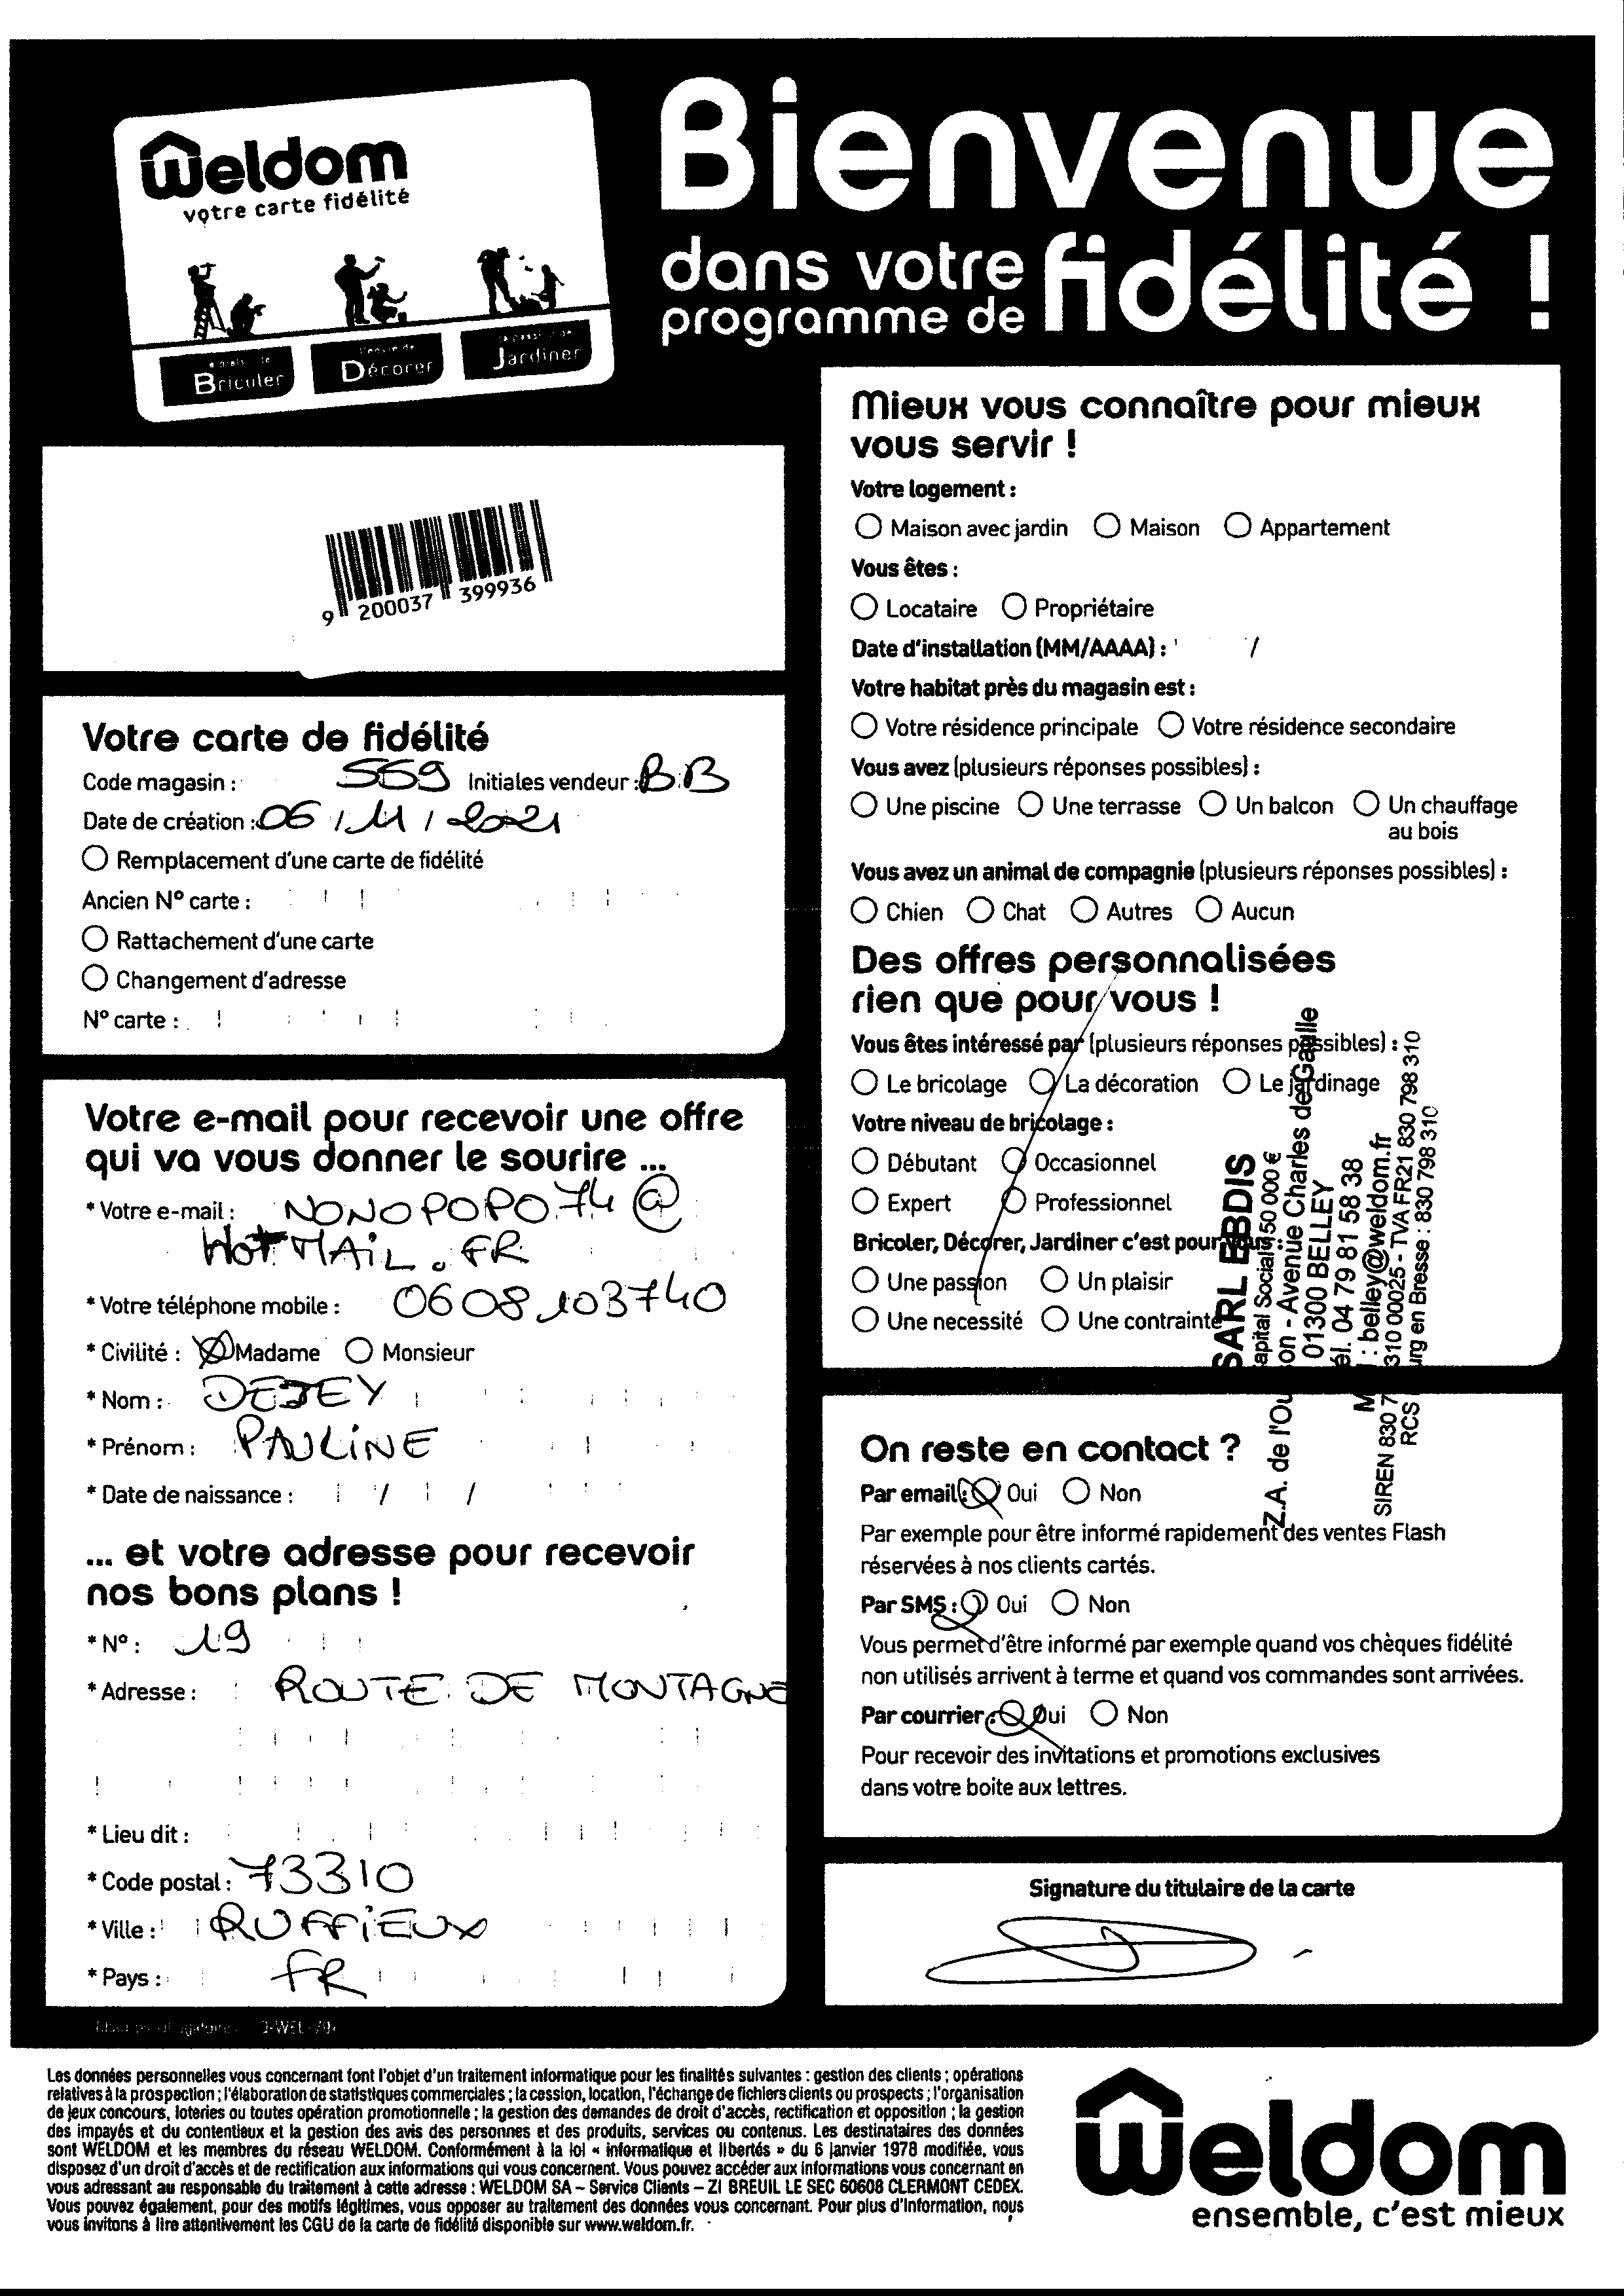 Weldom
votre carte fidélité
Bricoler
Décorer
Jardiner
Bienvenue
dans votre
programme de fidélité !
9 200037 399936
Votre carte de fidélité
Code magasin : 569 Initiales vendeur : BB
Date de création : 06 / 11 / 2021
Remplacement d'une carte de fidélité
Ancien N° carte :
Rattachement d'une carte
Changement d'adresse
N° carte :
Votre e-mail pour recevoir une offre
qui va vous donner le sourire ...
* Votre e-mail : NONOPOPO74@
HOTMAIL.FR
* Votre téléphone mobile : 0608103740
* Civilité : Madame Monsieur
* Nom : DEJEY
* Prénom : PAULINE
* Date de naissance : / /
... et votre adresse pour recevoir
nos bons plans !
* N° : 19
* Adresse : ROUTE DE MONTAGNE
* Lieu dit :
* Code postal : 73310
* Ville : RUFFIEUX
* Pays : FR
Mieux vous connaître pour mieux
vous servir !
Votre logement :
Maison avec jardin Maison Appartement
Vous êtes :
Locataire Propriétaire
Date d'installation (MM/AAAA) : /
Votre habitat près du magasin est :
Votre résidence principale Votre résidence secondaire
Vous avez (plusieurs réponses possibles) :
Une piscine Une terrasse Un balcon Un chauffage
au bois
Vous avez un animal de compagnie (plusieurs réponses possibles) :
Chien Chat Autres Aucun
Des offres personnalisées
rien que pour vous !
Vous êtes intéressé par (plusieurs réponses possibles) :
Le bricolage La décoration Le jardinage
Votre niveau de bricolage :
Débutant Occasionnel
Expert Professionnel
Bricoler, Décorer, Jardiner c'est pour vous :
Une passion Un plaisir
Une necessité Une contrainte
SARL EBDIS
apital Social 50 000 €
Z.A. de l'Ou on - Avenue Charles de Gaulle
01300 BELLEY
él. 04 79 81 58 38
M : belley@weldom.fr
SIREN 830 7 310 00025 - TVA FR21 830 798 310
RCS urg en Bresse : 830 798 310
On reste en contact ?
Par email : Oui Non
Par exemple pour être informé rapidement des ventes Flash
réservées à nos clients cartés.
Par SMS : Oui Non
Vous permet d'être informé par exemple quand vos chèques fidélité
non utilisés arrivent à terme et quand vos commandes sont arrivées.
Par courrier : Oui Non
Pour recevoir des invitations et promotions exclusives
dans votre boite aux lettres.
Signature du titulaire de la carte
Les données personnelles vous concernant font l'objet d'un traitement informatique pour les finalités suivantes : gestion des clients ; opérations
relatives à la prospection ; l'élaboration de statistiques commerciales ; la cession, location, l'échange de fichiers clients ou prospects ; l'organisation
de jeux concours, loteries ou toutes opération promotionnelle ; la gestion des demandes de droit d'accès, rectification et opposition ; la gestion
des impayés et du contentieux et la gestion des avis des personnes et des produits, services ou contenus. Les destinataires des données
sont WELDOM et les membres du réseau WELDOM. Conformément à la loi « informatique et libertés » du 6 janvier 1978 modifiée, vous
disposez d'un droit d'accès et de rectification aux informations qui vous concernent. Vous pouvez accéder aux informations vous concernant en
vous adressant au responsable du traitement à cette adresse : WELDOM SA – Service Clients – ZI BREUIL LE SEC 60608 CLERMONT CEDEX.
Vous pouvez également, pour des motifs légitimes, vous opposer au traitement des données vous concernant. Pour plus d'information, nous
vous invitons à lire attentivement les CGU de la carte de fidélité disponible sur www.weldom.fr.
Weldom
ensemble, c'est mieux